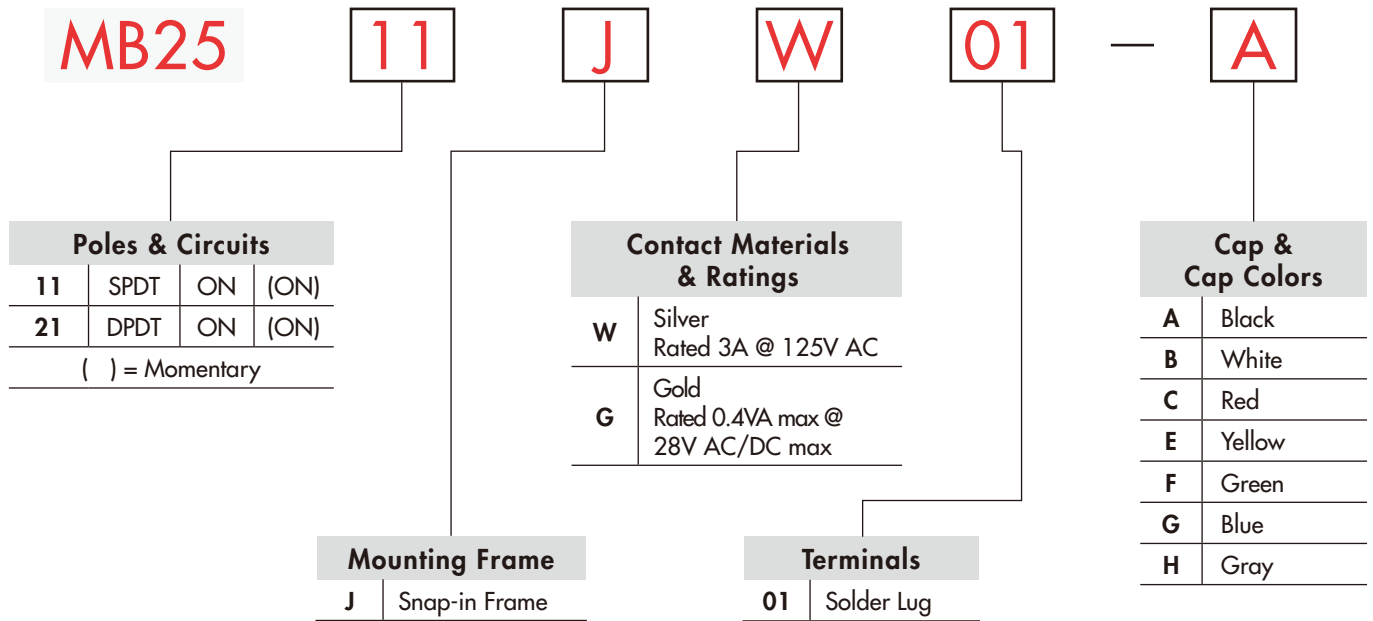 MB25 11 J W 01 — A
Poles & Circuits
11 SPDT ON (ON)
21 DPDT ON (ON)
( ) = Momentary
Contact Materials
& Ratings
W Silver
Rated 3A @ 125V AC
G Gold
Rated 0.4VA max @
28V AC/DC max
Cap &
Cap Colors
A Black
B White
C Red
E Yellow
F Green
G Blue
H Gray
Mounting Frame
J Snap-in Frame
Terminals
01 Solder Lug